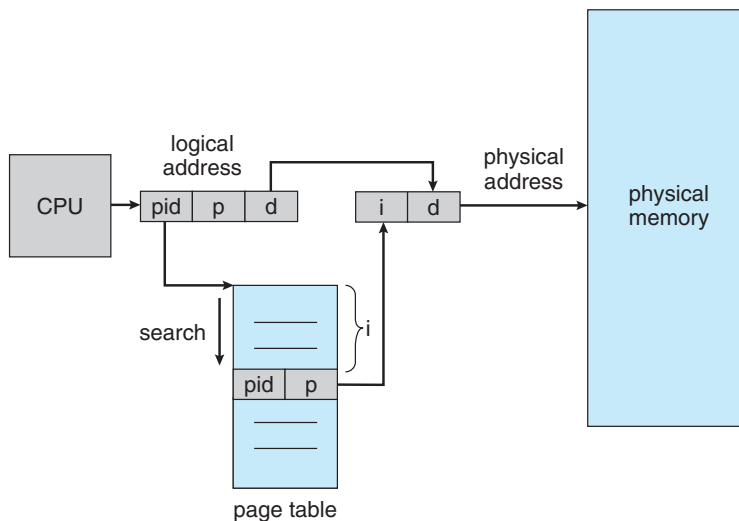 logical
address
physical
address
CPU
pid p d
i d
physical
memory
search
i
pid p
page table